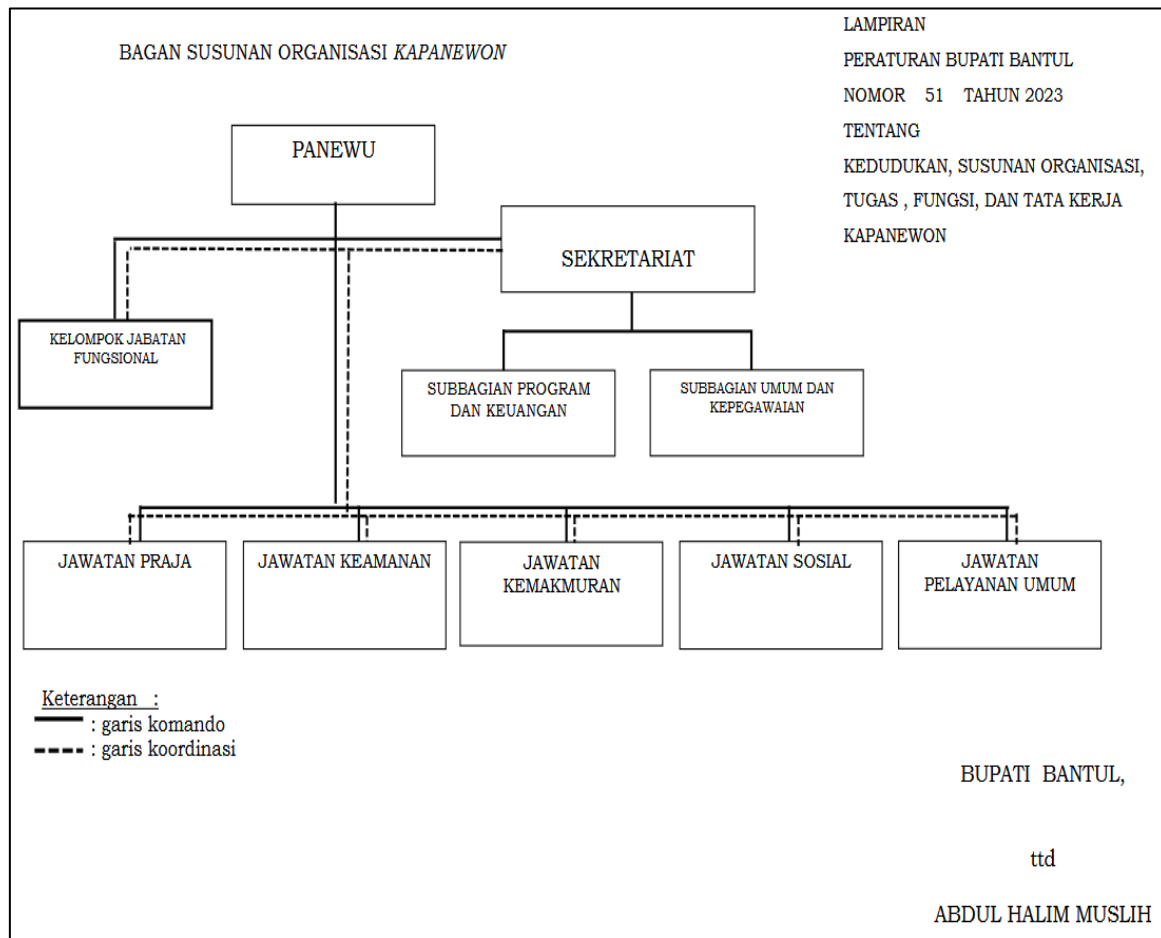 BAGAN SUSUNAN ORGANISASI KAPANEWON
LAMPIRAN
PERATURAN BUPATI BANTUL
NOMOR 51 TAHUN 2023
TENTANG
KEDUDUKAN, SUSUNAN ORGANISASI,
TUGAS , FUNGSI, DAN TATA KERJA
KAPANEWON
PANEWU
SEKRETARIAT
KELOMPOK JABATAN
FUNGSIONAL
SUBBAGIAN PROGRAM
DAN KEUANGAN
SUBBAGIAN UMUM DAN
KEPEGAWAIAN
JAWATAN PRAJA
JAWATAN KEAMANAN
JAWATAN
KEMAKMURAN
JAWATAN SOSIAL
JAWATAN
PELAYANAN UMUM
Keterangan :
: garis komando
: garis koordinasi
BUPATI BANTUL,
ttd
ABDUL HALIM MUSLIH